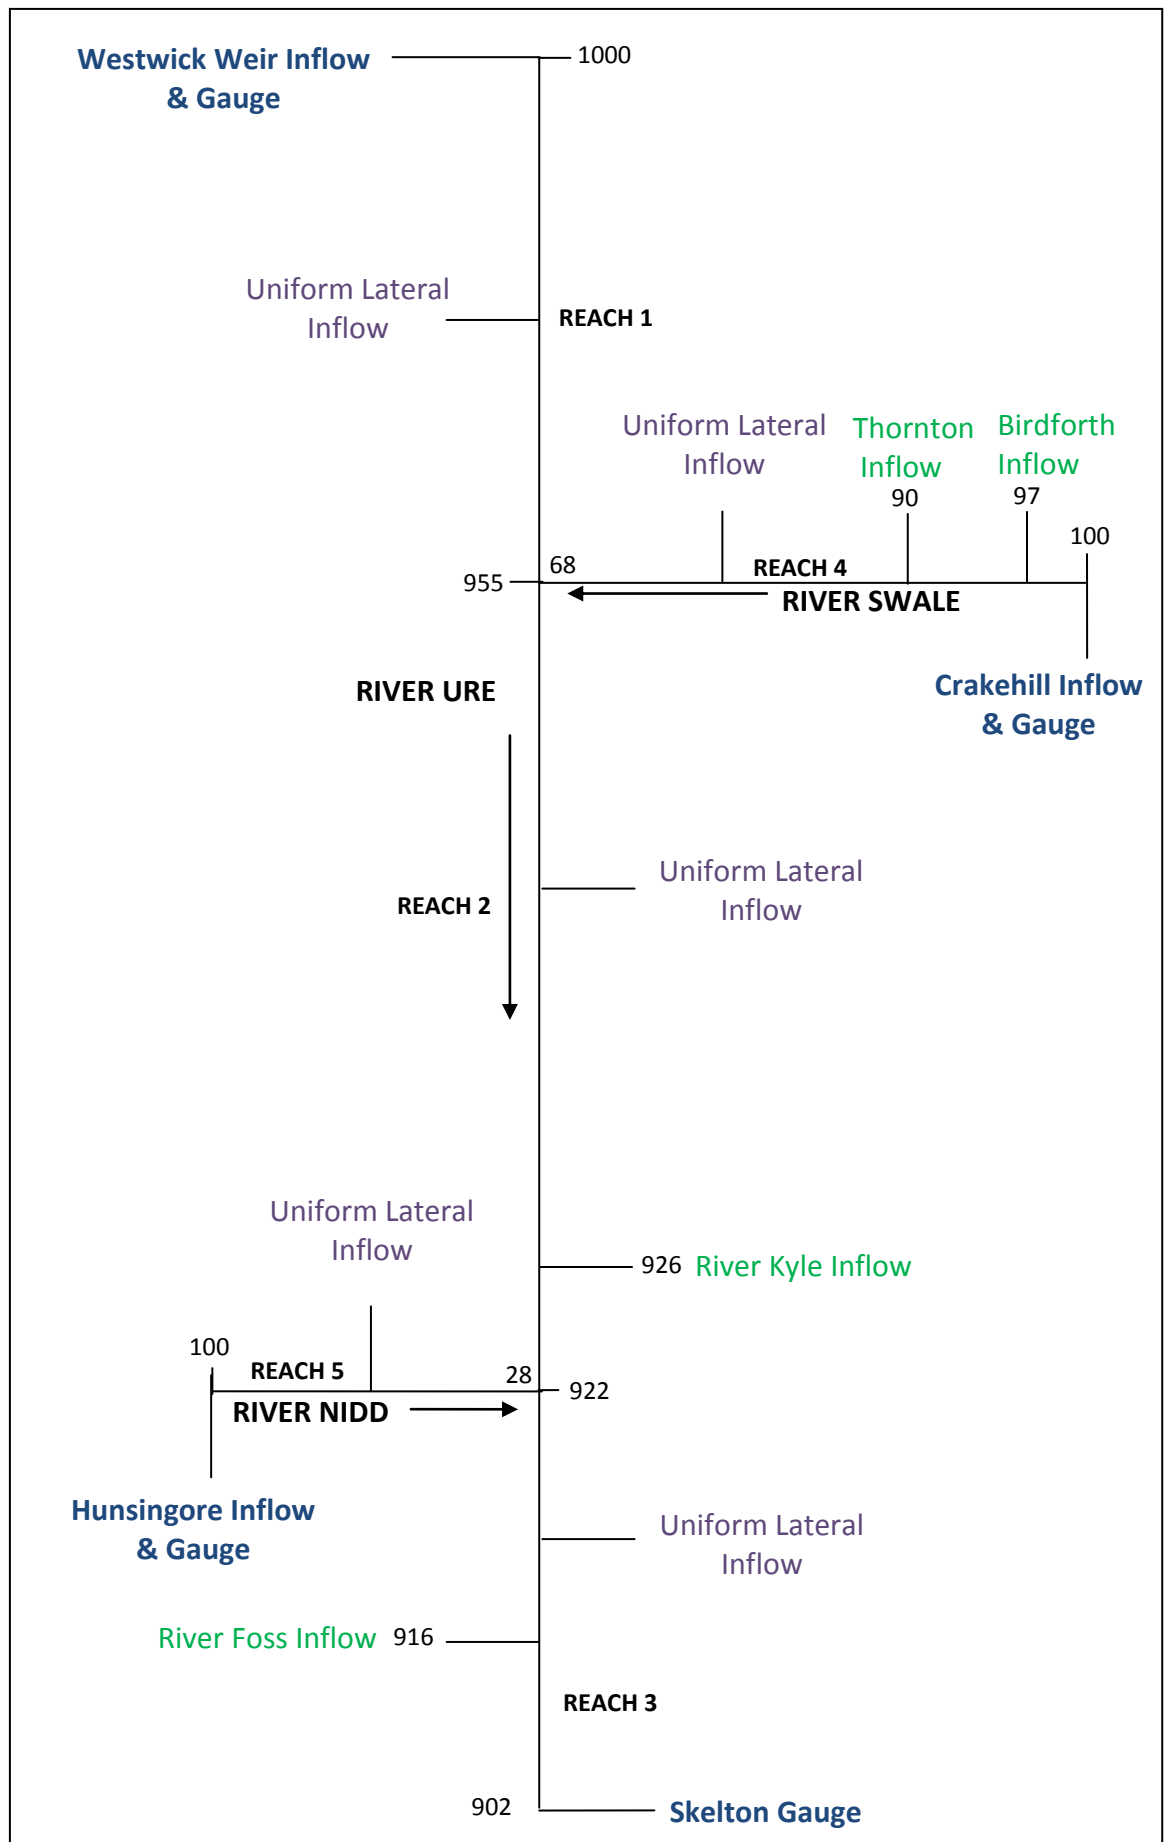 Westwick Weir Inflow
& Gauge
1000
Uniform Lateral
Inflow
REACH 1
Uniform Lateral
Inflow
Thornton
Inflow
90
Birdforth
Inflow
97
100
955
68
REACH 4
RIVER SWALE
Crakehill Inflow
& Gauge
RIVER URE
REACH 2
Uniform Lateral
Inflow
Uniform Lateral
Inflow
926 River Kyle Inflow
100
REACH 5
28
922
RIVER NIDD
Hunsingore Inflow
& Gauge
Uniform Lateral
Inflow
River Foss Inflow 916
REACH 3
902
Skelton Gauge